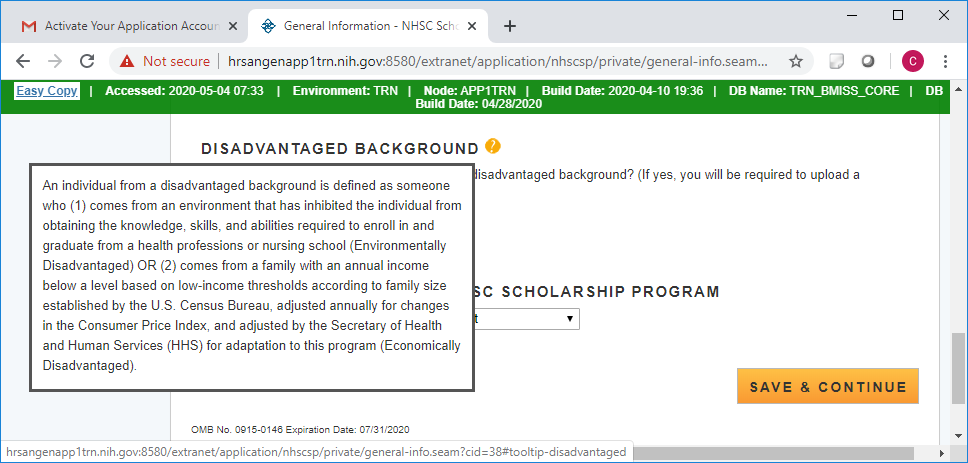 Activate Your Application Accoun
General Information - NHSC Scho
Not secure | hrsangenapp1trn.nih.gov:8580/extranet/application/nhscsp/private/general-info.seam...
C
Easy Copy | Accessed: 2020-05-04 07:33 | Environment: TRN | Node: APP1TRN | Build Date: 2020-04-10 19:36 | DB Name: TRN_BMISS_CORE | DB
Build Date: 04/28/2020
DISADVANTAGED BACKGROUND ?
disadvantaged background? (If yes, you will be required to upload a
An individual from a disadvantaged background is defined as someone
who (1) comes from an environment that has inhibited the individual from
obtaining the knowledge, skills, and abilities required to enroll in and
graduate from a health professions or nursing school (Environmentally
Disadvantaged) OR (2) comes from a family with an annual income
below a level based on low-income thresholds according to family size
established by the U.S. Census Bureau, adjusted annually for changes
in the Consumer Price Index, and adjusted by the Secretary of Health
and Human Services (HHS) for adaptation to this program (Economically
Disadvantaged).
SC SCHOLARSHIP PROGRAM
t
SAVE & CONTINUE
OMB No. 0915-0146 Expiration Date: 07/31/2020
hrsangenapp1trn.nih.gov:8580/extranet/application/nhscsp/private/general-info.seam?cid=38#tooltip-disadvantaged